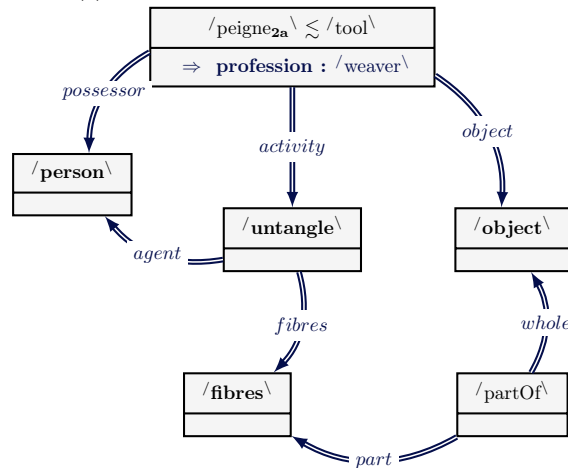 /peigne2a\ ≲ /tool\
⇒ profession : /weaver\
possessor
activity
object
/person\
/untangle\
/object\
agent
fibres
whole
/fibres\
/partOf\
part